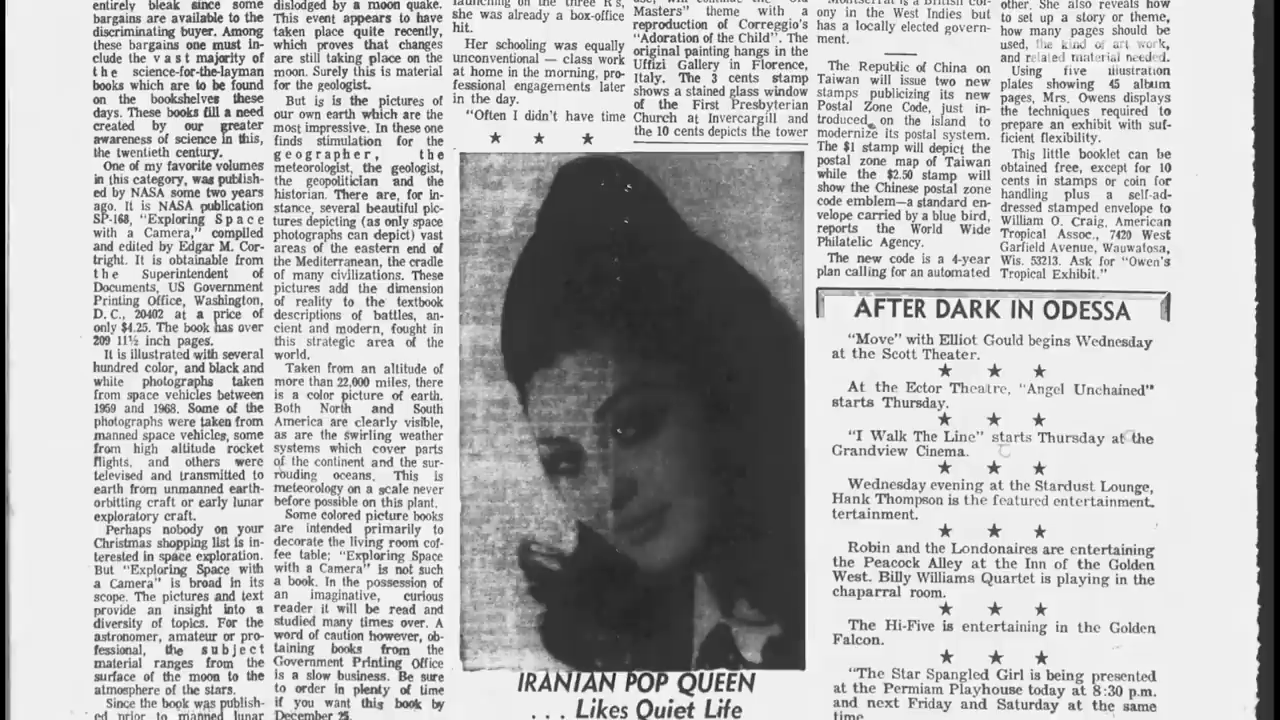 entirely bleak since some
bargains are available to the
discriminating buyer. Among
these bargains one must in-
clude the vast majority of
the science-for-the-layman
books which are to be found
on the bookshelves these
days. These books fill a need
created by our greater
awareness of science in this,
the twentieth century.
One of my favorite volumes
in this category, was publish-
ed by NASA some two years
ago. It is NASA publication
SP-168, "Exploring Space
with a Camera," compiled
and edited by Edgar M. Cor-
tright. It is obtainable from
the Superintendent of
Documents, US Government
Printing Office, Washington,
D. C., 20402 at a price of
only $4.25. The book has over
209 11½ inch pages.
It is illustrated with several
hundred color, and black and
white photographs taken
from space vehicles between
1959 and 1968. Some of the
photographs were taken from
manned space vehicles, some
from high altitude rocket
flights, and others were
televised and transmitted to
earth from unmanned earth-
orbitting craft or early lunar
exploratory craft.
Perhaps nobody on your
Christmas shopping list is in-
terested in space exploration.
But "Exploring Space with
a Camera" is broad in its
scope. The pictures and text
provide an insight into a
diversity of topics. For the
astronomer, amateur or pro-
fessional, the subject
material ranges from the
surface of the moon to the
atmosphere of the stars.
Since the book was publish-
ed prior to manned lunar
dislodged by a moon quake.
This event appears to have
taken place quite recently,
which proves that changes
are still taking place on the
moon. Surely this is material
for the geologist.
But is is the pictures of
our own earth which are the
most impressive. In these one
finds stimulation for the
geographer, the
meteorologist, the geologist,
the geopolitician and the
historian. There are, for in-
stance, several beautiful pic-
tures depicting (as only space
photographs can depict) vast
areas of the eastern end of
the Mediterranean, the cradle
of many civilizations. These
pictures add the dimension
of reality to the textbook
descriptions of battles, an-
cient and modern, fought in
this strategic area of the
world.
Taken from an altitude of
more than 22,000 miles, there
is a color picture of earth.
Both North and South
America are clearly visible,
as are the swirling weather
systems which cover parts
of the continent and the sur-
rouding oceans. This is
meteorology on a scale never
before possible on this plant.
Some colored picture books
are intended primarily to
decorate the living room cof-
fee table; "Exploring Space
with a Camera" is not such
a book. In the possession of
an imaginative, curious
reader it will be read and
studied many times over. A
word of caution however, ob-
taining books from the
Government Printing Office
is a slow business. Be sure
to order in plenty of time
if you want this book by
December 25.
launching on the three R's,
she was already a box-office
hit.
Her schooling was equally
unconventional — class work
at home in the morning, pro-
fessional engagements later
in the day.
"Often I didn't have time
★ ★ ★
IRANIAN POP QUEEN
. . . Likes Quiet Life
use, will continue the "Old
Masters" theme with a
reproduction of Correggio's
"Adoration of the Child". The
original painting hangs in the
Uffizi Gallery in Florence,
Italy. The 3 cents stamp
shows a stained glass window
of the First Presbyterian
Church at Invercargill and
the 10 cents depicts the tower
Montserrat is a British col-
ony in the West Indies but
has a locally elected govern-
ment.
The Republic of China on
Taiwan will issue two new
stamps publicizing its new
Postal Zone Code, just in-
troduced on the island to
modernize its postal system.
The $1 stamp will depict the
postal zone map of Taiwan
while the $2.50 stamp will
show the Chinese postal zone
code emblem—a standard en-
velope carried by a blue bird,
reports the World Wide
Philatelic Agency.
The new code is a 4-year
plan calling for an automated
other. She also reveals how
to set up a story or theme,
how many pages should be
used, the kind of art work,
and related material needed.
Using five illustration
plates showing 45 album
pages, Mrs. Owens displays
the techniques required to
prepare an exhibit with suf-
ficient flexibility.
This little booklet can be
obtained free, except for 10
cents in stamps or coin for
handling plus a self-ad-
dressed stamped envelope to
William O. Craig, American
Tropical Assoc., 7420 West
Garfield Avenue, Wauwatosa,
Wis. 53213. Ask for "Owen's
Tropical Exhibit."
AFTER DARK IN ODESSA
"Move" with Elliot Gould begins Wednesday
at the Scott Theater.
★ ★ ★
At the Ector Theatre, "Angel Unchained"
starts Thursday.
★ ★ ★
"I Walk The Line" starts Thursday at the
Grandview Cinema.
★ ★ ★
Wednesday evening at the Stardust Lounge,
Hank Thompson is the featured entertainment.
tertainment.
★ ★ ★
Robin and the Londonaires are entertaining
the Peacock Alley at the Inn of the Golden
West. Billy Williams Quartet is playing in the
chaparral room.
★ ★ ★
The Hi-Five is entertaining in the Golden
Falcon.
★ ★ ★
"The Star Spangled Girl is being presented
at the Permiam Playhouse today at 8:30 p.m.
and next Friday and Saturday at the same
time.